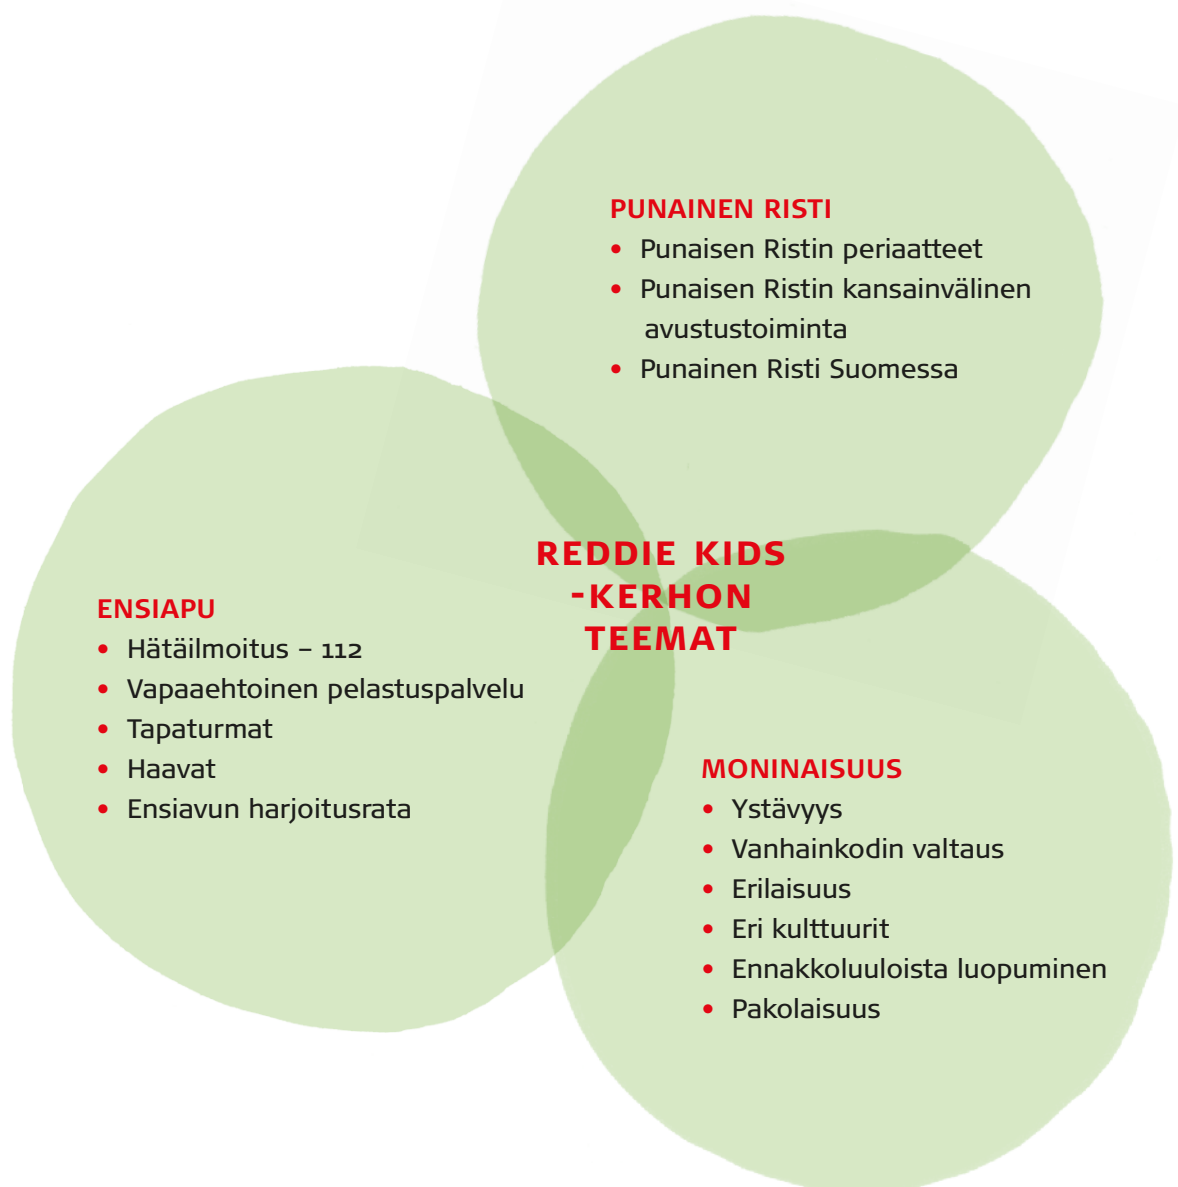 PUNAINEN RISTI
• Punaisen Ristin periaatteet
• Punaisen Ristin kansainvälinen
avustustoiminta
• Punainen Risti Suomessa
REDDIE KIDS
-KERHON
TEEMAT
ENSIAPU
• Hätäilmoitus – 112
• Vapaaehtoinen pelastuspalvelu
• Tapaturmat
• Haavat
• Ensiavun harjoitusrata
MONINAISUUS
• Ystävyys
• Vanhainkodin valtaus
• Erilaisuus
• Eri kulttuurit
• Ennakkoluuloista luopuminen
• Pakolaisuus